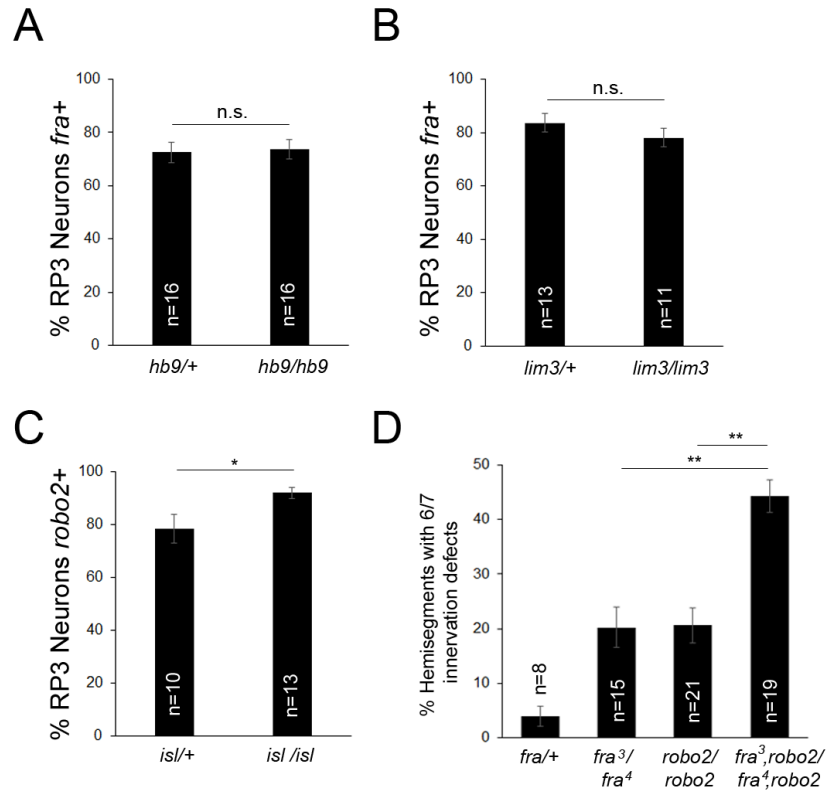 A
% RP3 Neurons fra+
100
80
60
40
20
0
n.s.
n=16
n=16
hb9/+
hb9/hb9
B
% RP3 Neurons fra+
100
80
60
40
20
0
n.s.
n=13
n=11
lim3/+
lim3/lim3
C
% RP3 Neurons robo2+
100
80
60
40
20
0
*
n=10
n=13
isl/+
isl /isl
D
% Hemisegments with 6/7
innervation defects
50
40
30
20
10
0
**
**
n=8
n=15
n=21
n=19
fra/+
fra³/
fra⁴
robo2/
robo2
fra³,robo2/
fra⁴,robo2